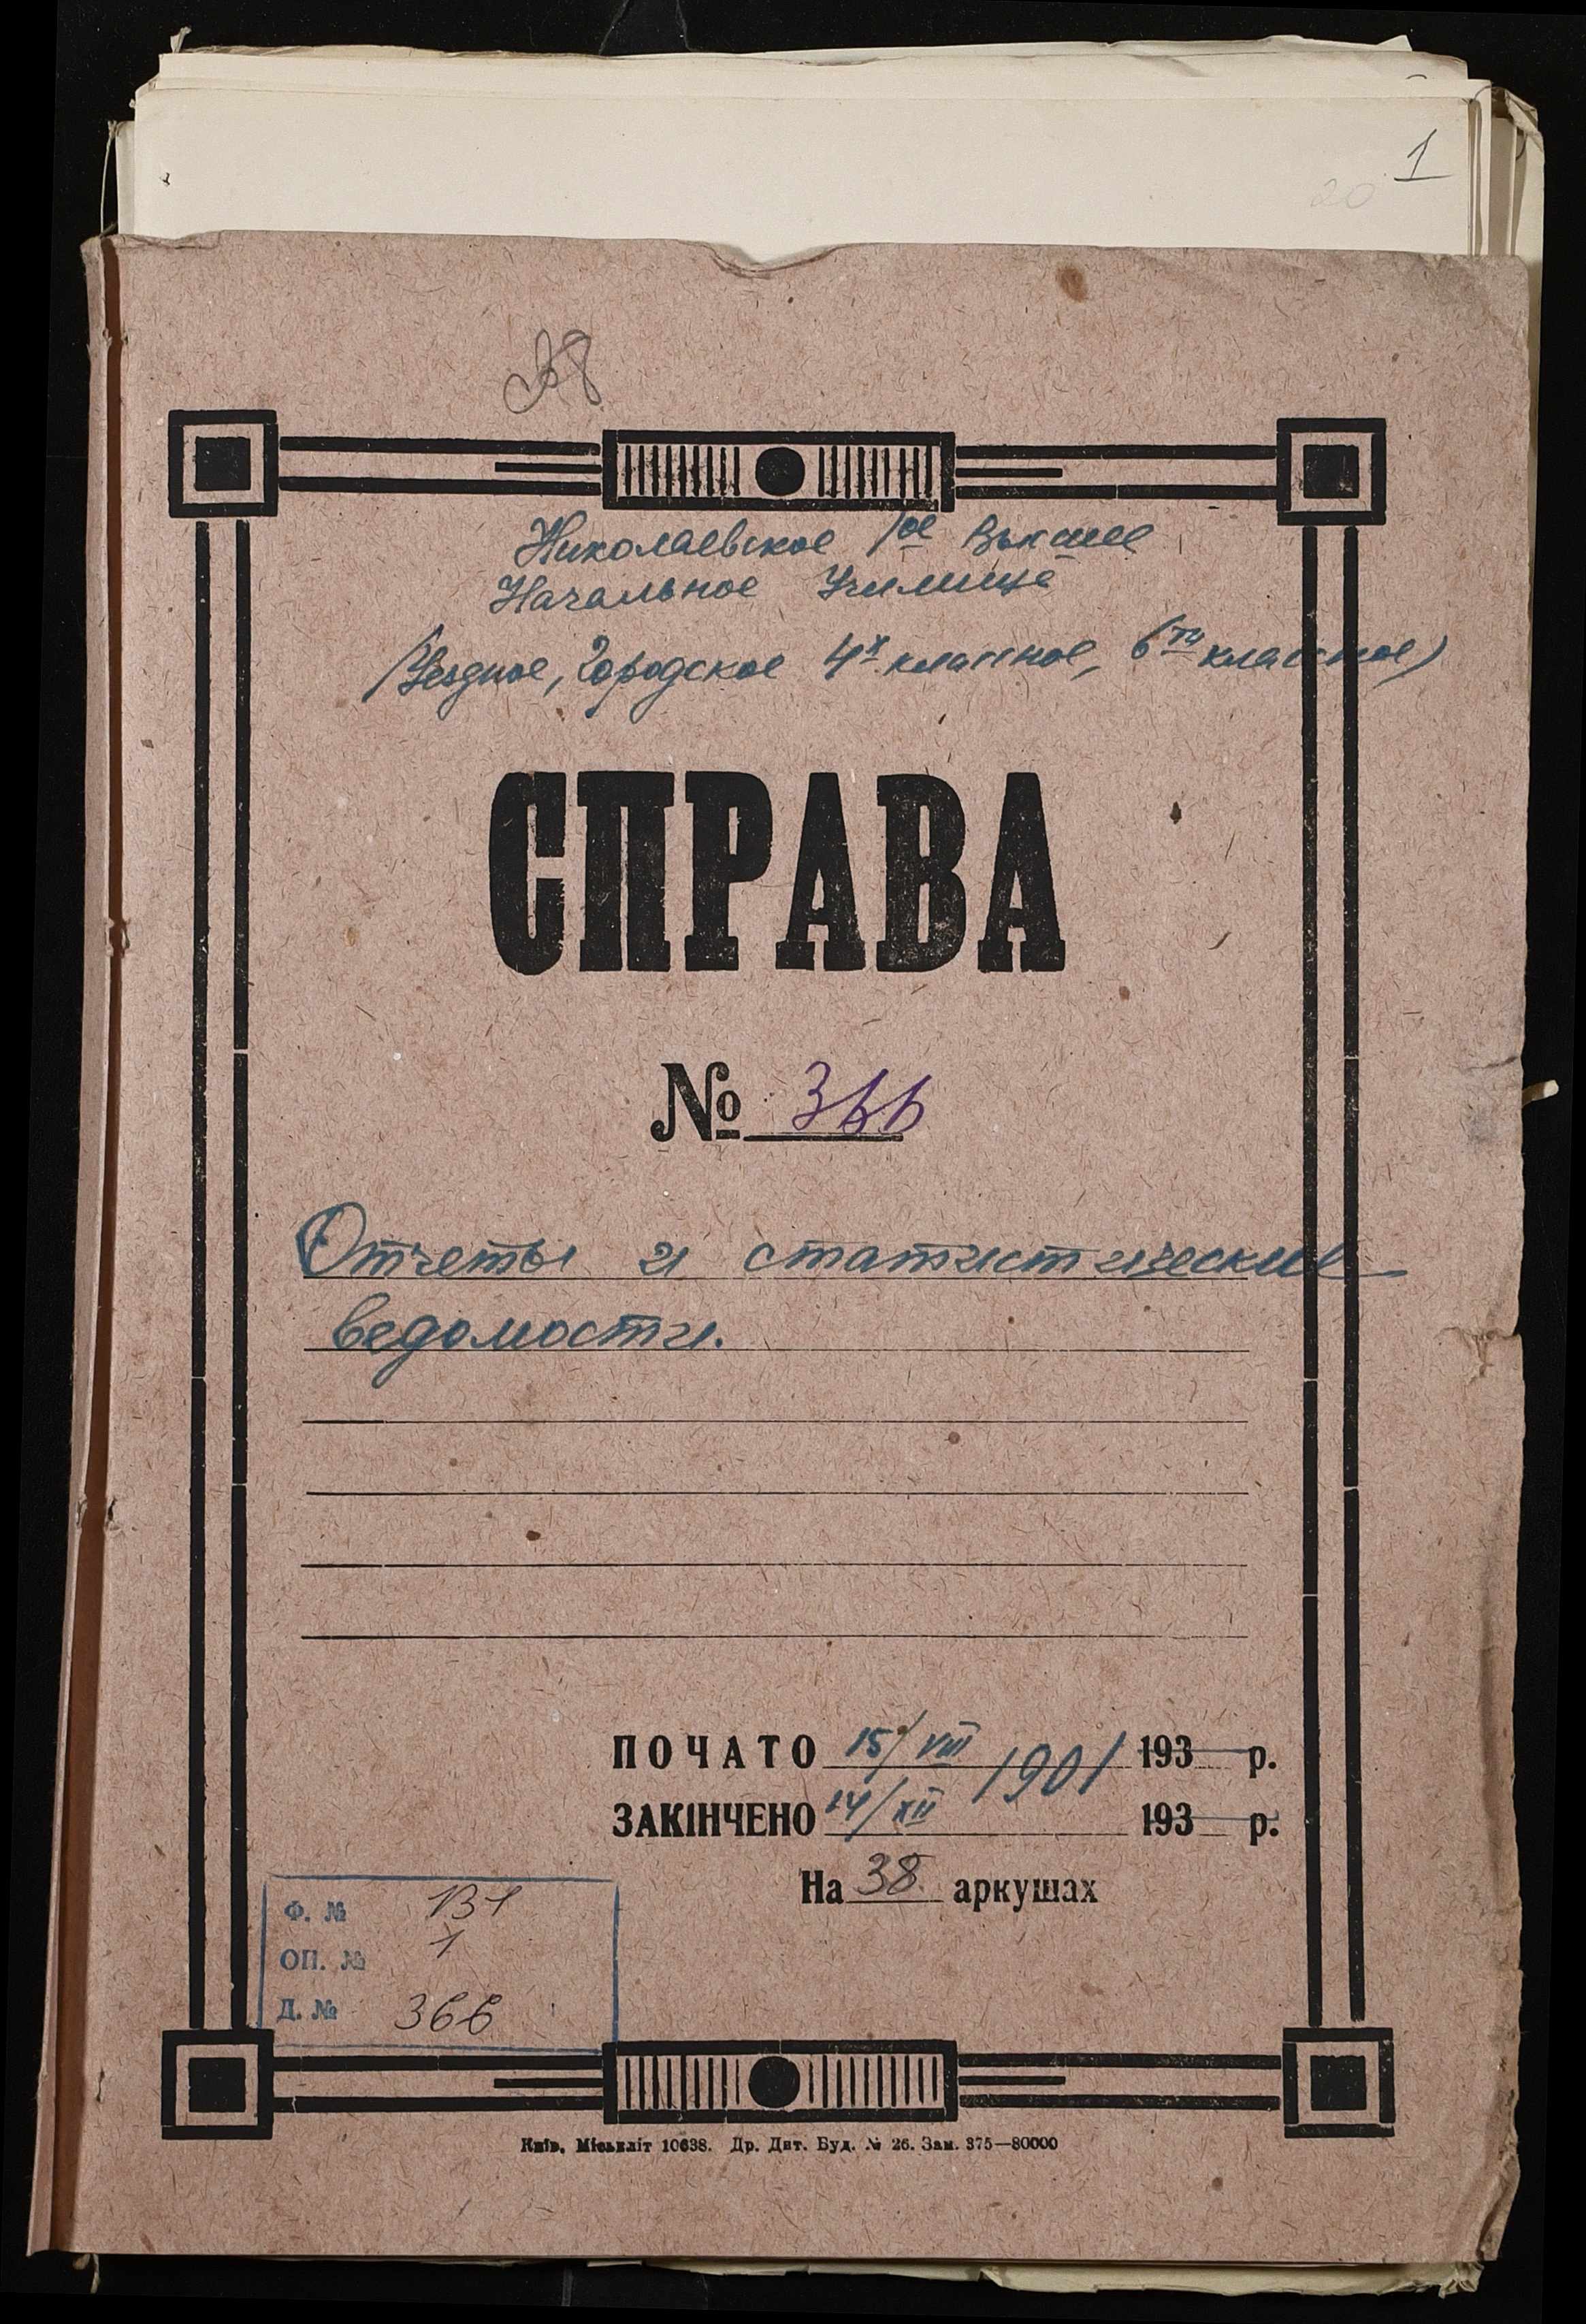 1
20
38
Николаевское 1ое Высшее
Начальное Училище
(Уездное, Городское 4х классное, 6ти классное)
СПРАВА
№ 366
Отчеты и статистические
ведомости.
ПОЧАТО 15/VIII 1901 193 р.
ЗАКІНЧЕНО 14/XII 193 р.
На 38 аркушах
Ф. № 131
ОП. № 1
Д. № 366
Київ, Міськліт 10638. Др. Дит. Буд. № 26. Зам. 375—80000